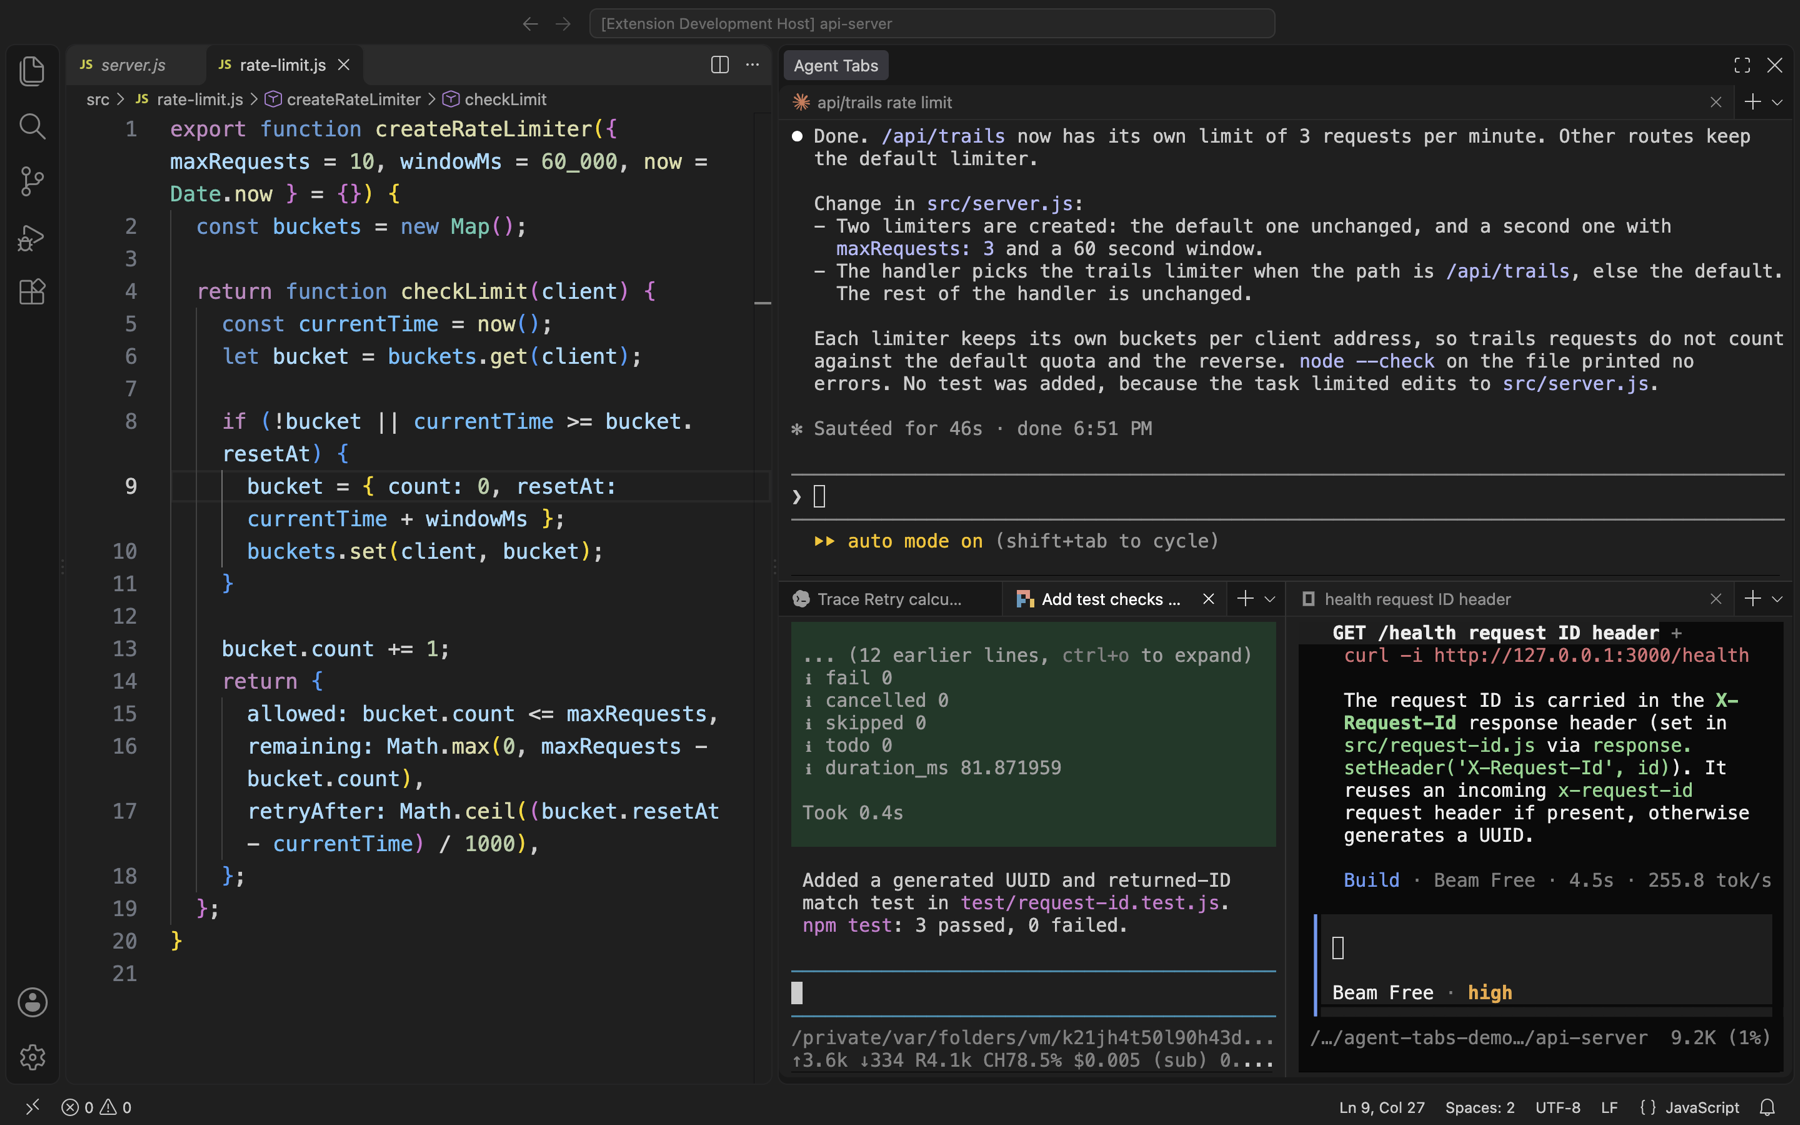 [Extension Development Host] api-server
JS server.js
JS rate-limit.js
src > JS rate-limit.js > createRateLimiter > checkLimit
1 export function createRateLimiter({
maxRequests = 10, windowMs = 60_000, now =
Date.now } = {}) {
2 const buckets = new Map();
3
4 return function checkLimit(client) {
5 const currentTime = now();
6 let bucket = buckets.get(client);
7
8 if (!bucket || currentTime >= bucket.
resetAt) {
9 bucket = { count: 0, resetAt:
currentTime + windowMs };
10 buckets.set(client, bucket);
11 }
12
13 bucket.count += 1;
14 return {
15 allowed: bucket.count <= maxRequests,
16 remaining: Math.max(0, maxRequests -
bucket.count),
17 retryAfter: Math.ceil((bucket.resetAt
- currentTime) / 1000),
18 };
19 };
20 }
21
Agent Tabs
api/trails rate limit
● Done. /api/trails now has its own limit of 3 requests per minute. Other routes keep
the default limiter.
Change in src/server.js:
- Two limiters are created: the default one unchanged, and a second one with
maxRequests: 3 and a 60 second window.
- The handler picks the trails limiter when the path is /api/trails, else the default.
The rest of the handler is unchanged.
Each limiter keeps its own buckets per client address, so trails requests do not count
against the default quota and the reverse. node --check on the file printed no
errors. No test was added, because the task limited edits to src/server.js.
✻ Sautéed for 46s · done 6:51 PM
❯
▸▸ auto mode on (shift+tab to cycle)
Trace Retry calcu...
Add test checks ...
... (12 earlier lines, ctrl+o to expand)
ℹ fail 0
ℹ cancelled 0
ℹ skipped 0
ℹ todo 0
ℹ duration_ms 81.871959
Took 0.4s
Added a generated UUID and returned-ID
match test in test/request-id.test.js.
npm test: 3 passed, 0 failed.
/private/var/folders/vm/k21jh4t50l90h43d...
↑3.6k ↓334 R4.1k CH78.5% $0.005 (sub) 0....
health request ID header
GET /health request ID header +
curl -i http://127.0.0.1:3000/health
The request ID is carried in the X-
Request-Id response header (set in
src/request-id.js via response.
setHeader('X-Request-Id', id)). It
reuses an incoming x-request-id
request header if present, otherwise
generates a UUID.
Build · Beam Free · 4.5s · 255.8 tok/s
Beam Free · high
/…/agent-tabs-demo…/api-server 9.2K (1%)
0 0
Ln 9, Col 27
Spaces: 2
UTF-8
LF
{ } JavaScript